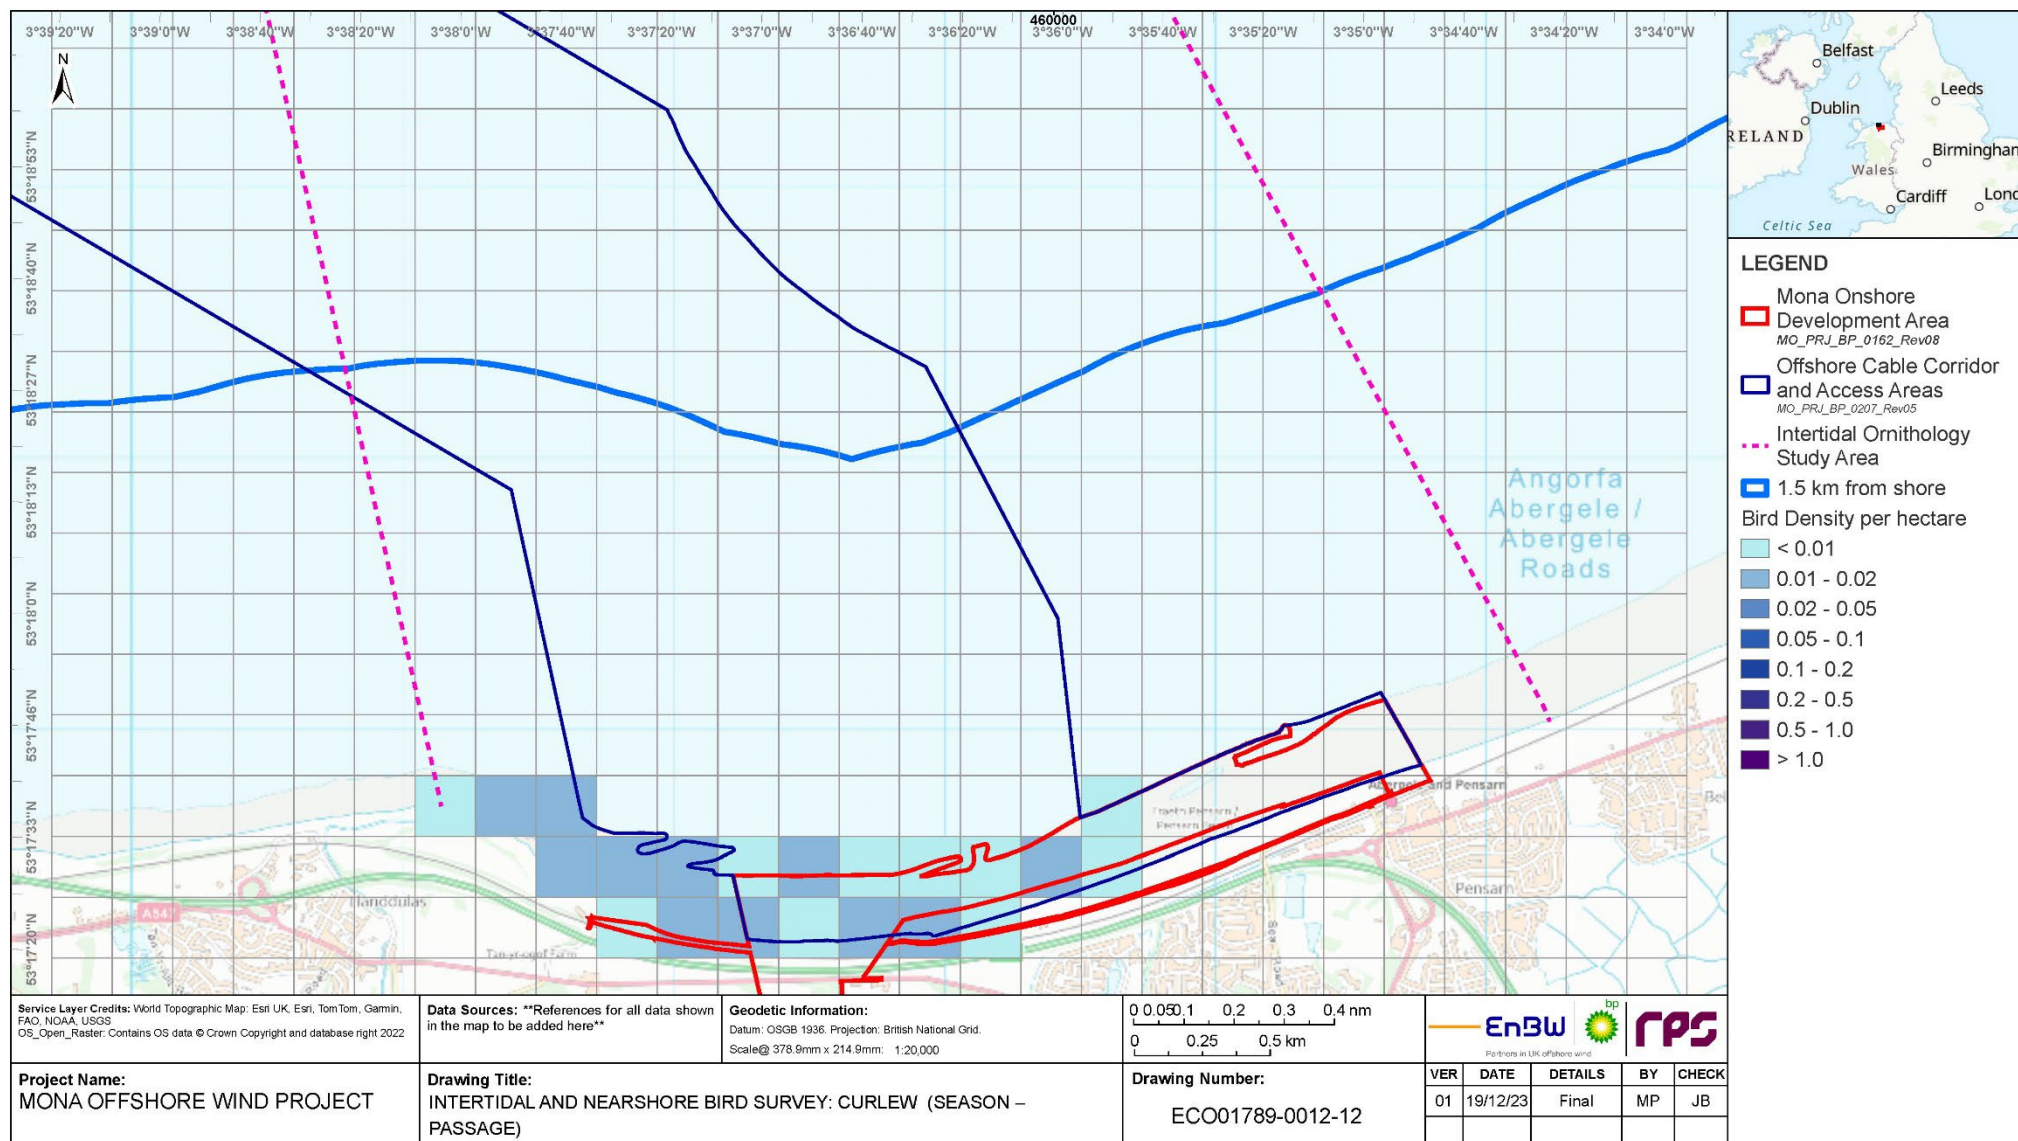 460000
3°39'20"W 3°39'0"W 3°38'40"W 3°38'20"W 3°38'0"W 3°37'40"W 3°37'20"W 3°37'0"W 3°36'40"W 3°36'20"W 3°36'0"W 3°35'40"W 3°35'20"W 3°35'0"W 3°34'40"W 3°34'20"W 3°34'0"W
N
53°18'53"N
53°18'40"N
53°18'27"N
53°18'13"N
53°18'0"N
53°17'46"N
53°17'33"N
53°17'20"N
Angorfa
Abergele /
Abergele
Roads
Abergele and Pensarn
Traeth Pensarn /
Pensarn
Pensarn
Llanddulas
A547
Tan-yr-ogof Farm
Belfast
Leeds
Dublin
RELAND
Birmingham
Wales
Cardiff
Lond
Celtic Sea
LEGEND
Mona Onshore
Development Area
MO_PRJ_BP_0162_Rev08
Offshore Cable Corridor
and Access Areas
MO_PRJ_BP_0207_Rev05
Intertidal Ornithology
Study Area
1.5 km from shore
Bird Density per hectare
< 0.01
0.01 - 0.02
0.02 - 0.05
0.05 - 0.1
0.1 - 0.2
0.2 - 0.5
0.5 - 1.0
> 1.0
Service Layer Credits: World Topographic Map: Esri UK, Esri, TomTom, Garmin,
FAO, NOAA, USGS
OS_Open_Raster: Contains OS data © Crown Copyright and database right 2022
Data Sources: **References for all data shown
in the map to be added here**
Geodetic Information:
Datum: OSGB 1936. Projection: British National Grid.
Scale@ 378.9mm x 214.9mm: 1:20,000
0 0.050.1 0.2 0.3 0.4 nm
0 0.25 0.5 km
EnBW
Partners in UK offshore wind
bp
rps
Project Name:
MONA OFFSHORE WIND PROJECT
Drawing Title:
INTERTIDAL AND NEARSHORE BIRD SURVEY: CURLEW (SEASON –
PASSAGE)
Drawing Number:
ECO01789-0012-12
VER DATE DETAILS BY CHECK
01 19/12/23 Final MP JB